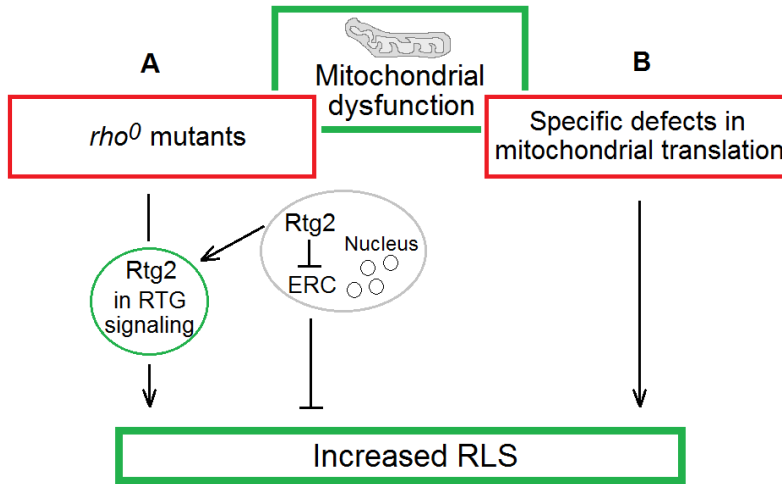 A
B
Mitochondrial
dysfunction
rho⁰ mutants
Specific defects in
mitochondrial translation
Rtg2
Nucleus
ERC
Rtg2
in RTG
signaling
Increased RLS